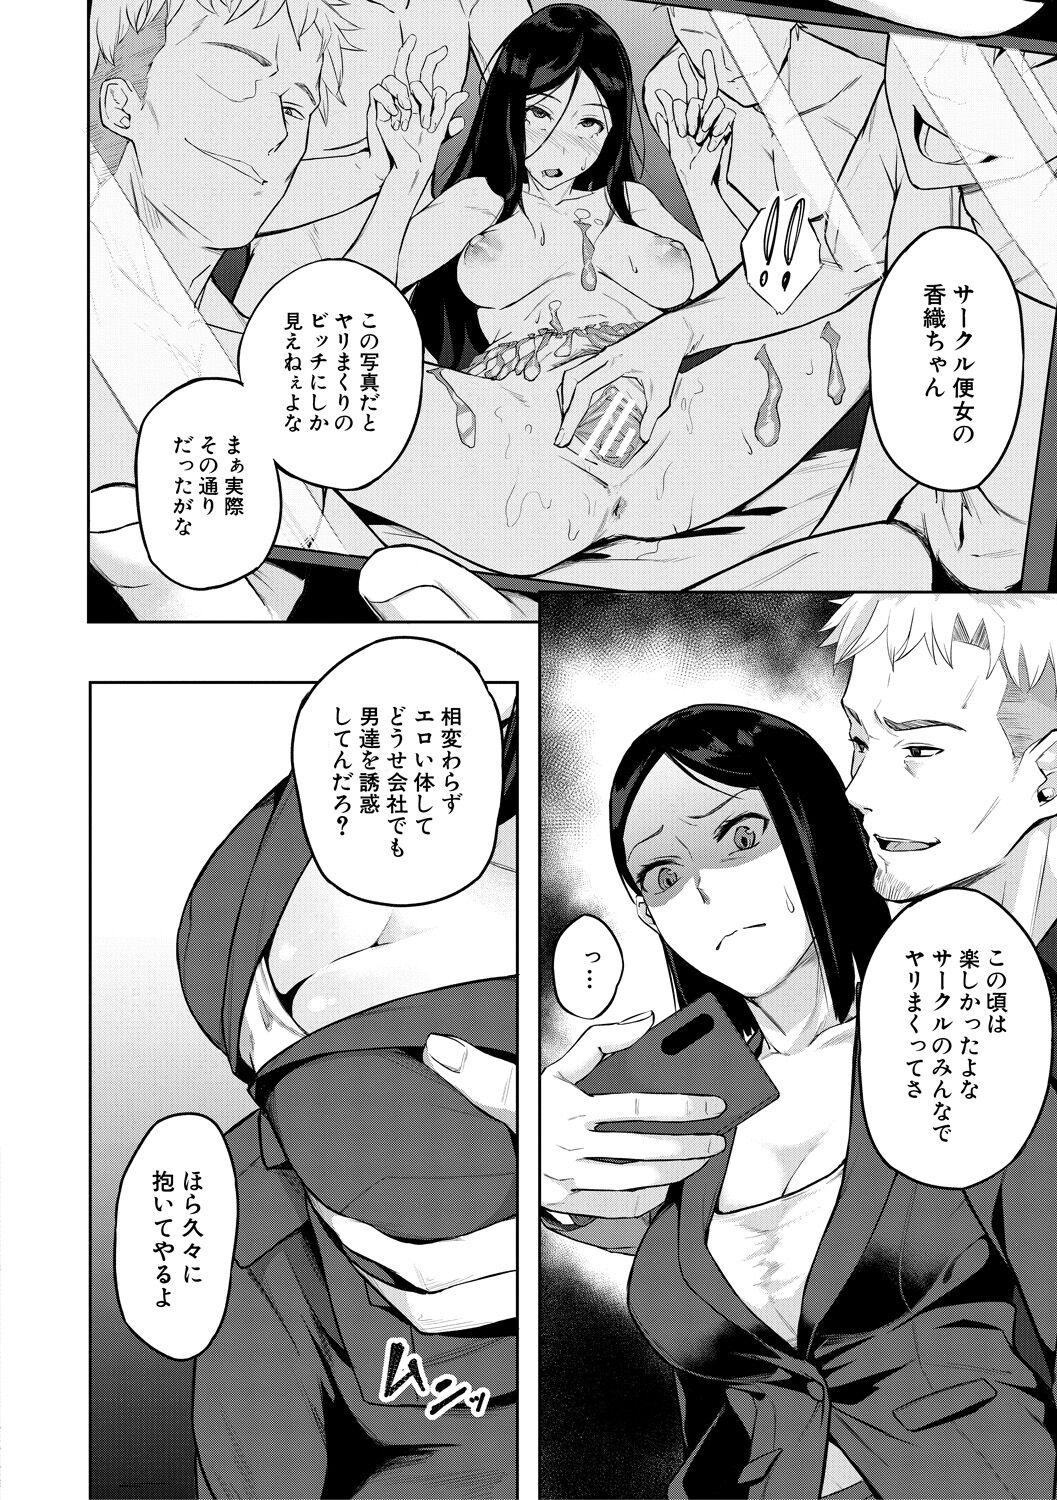 サークル便女の
香織ちゃん
!!
この写真だと
ヤリまくりの
ビッチにしか
見えねぇよな
まぁ実際
その通り
だったがな
この頃は
楽しかったよな
サークルのみんなで
ヤリまくってさ
っ…
相変わらず
エロい体して
どうせ会社でも
男達を誘惑
してんだろ？
ほら久々に
抱いてやるよ
ムンッ